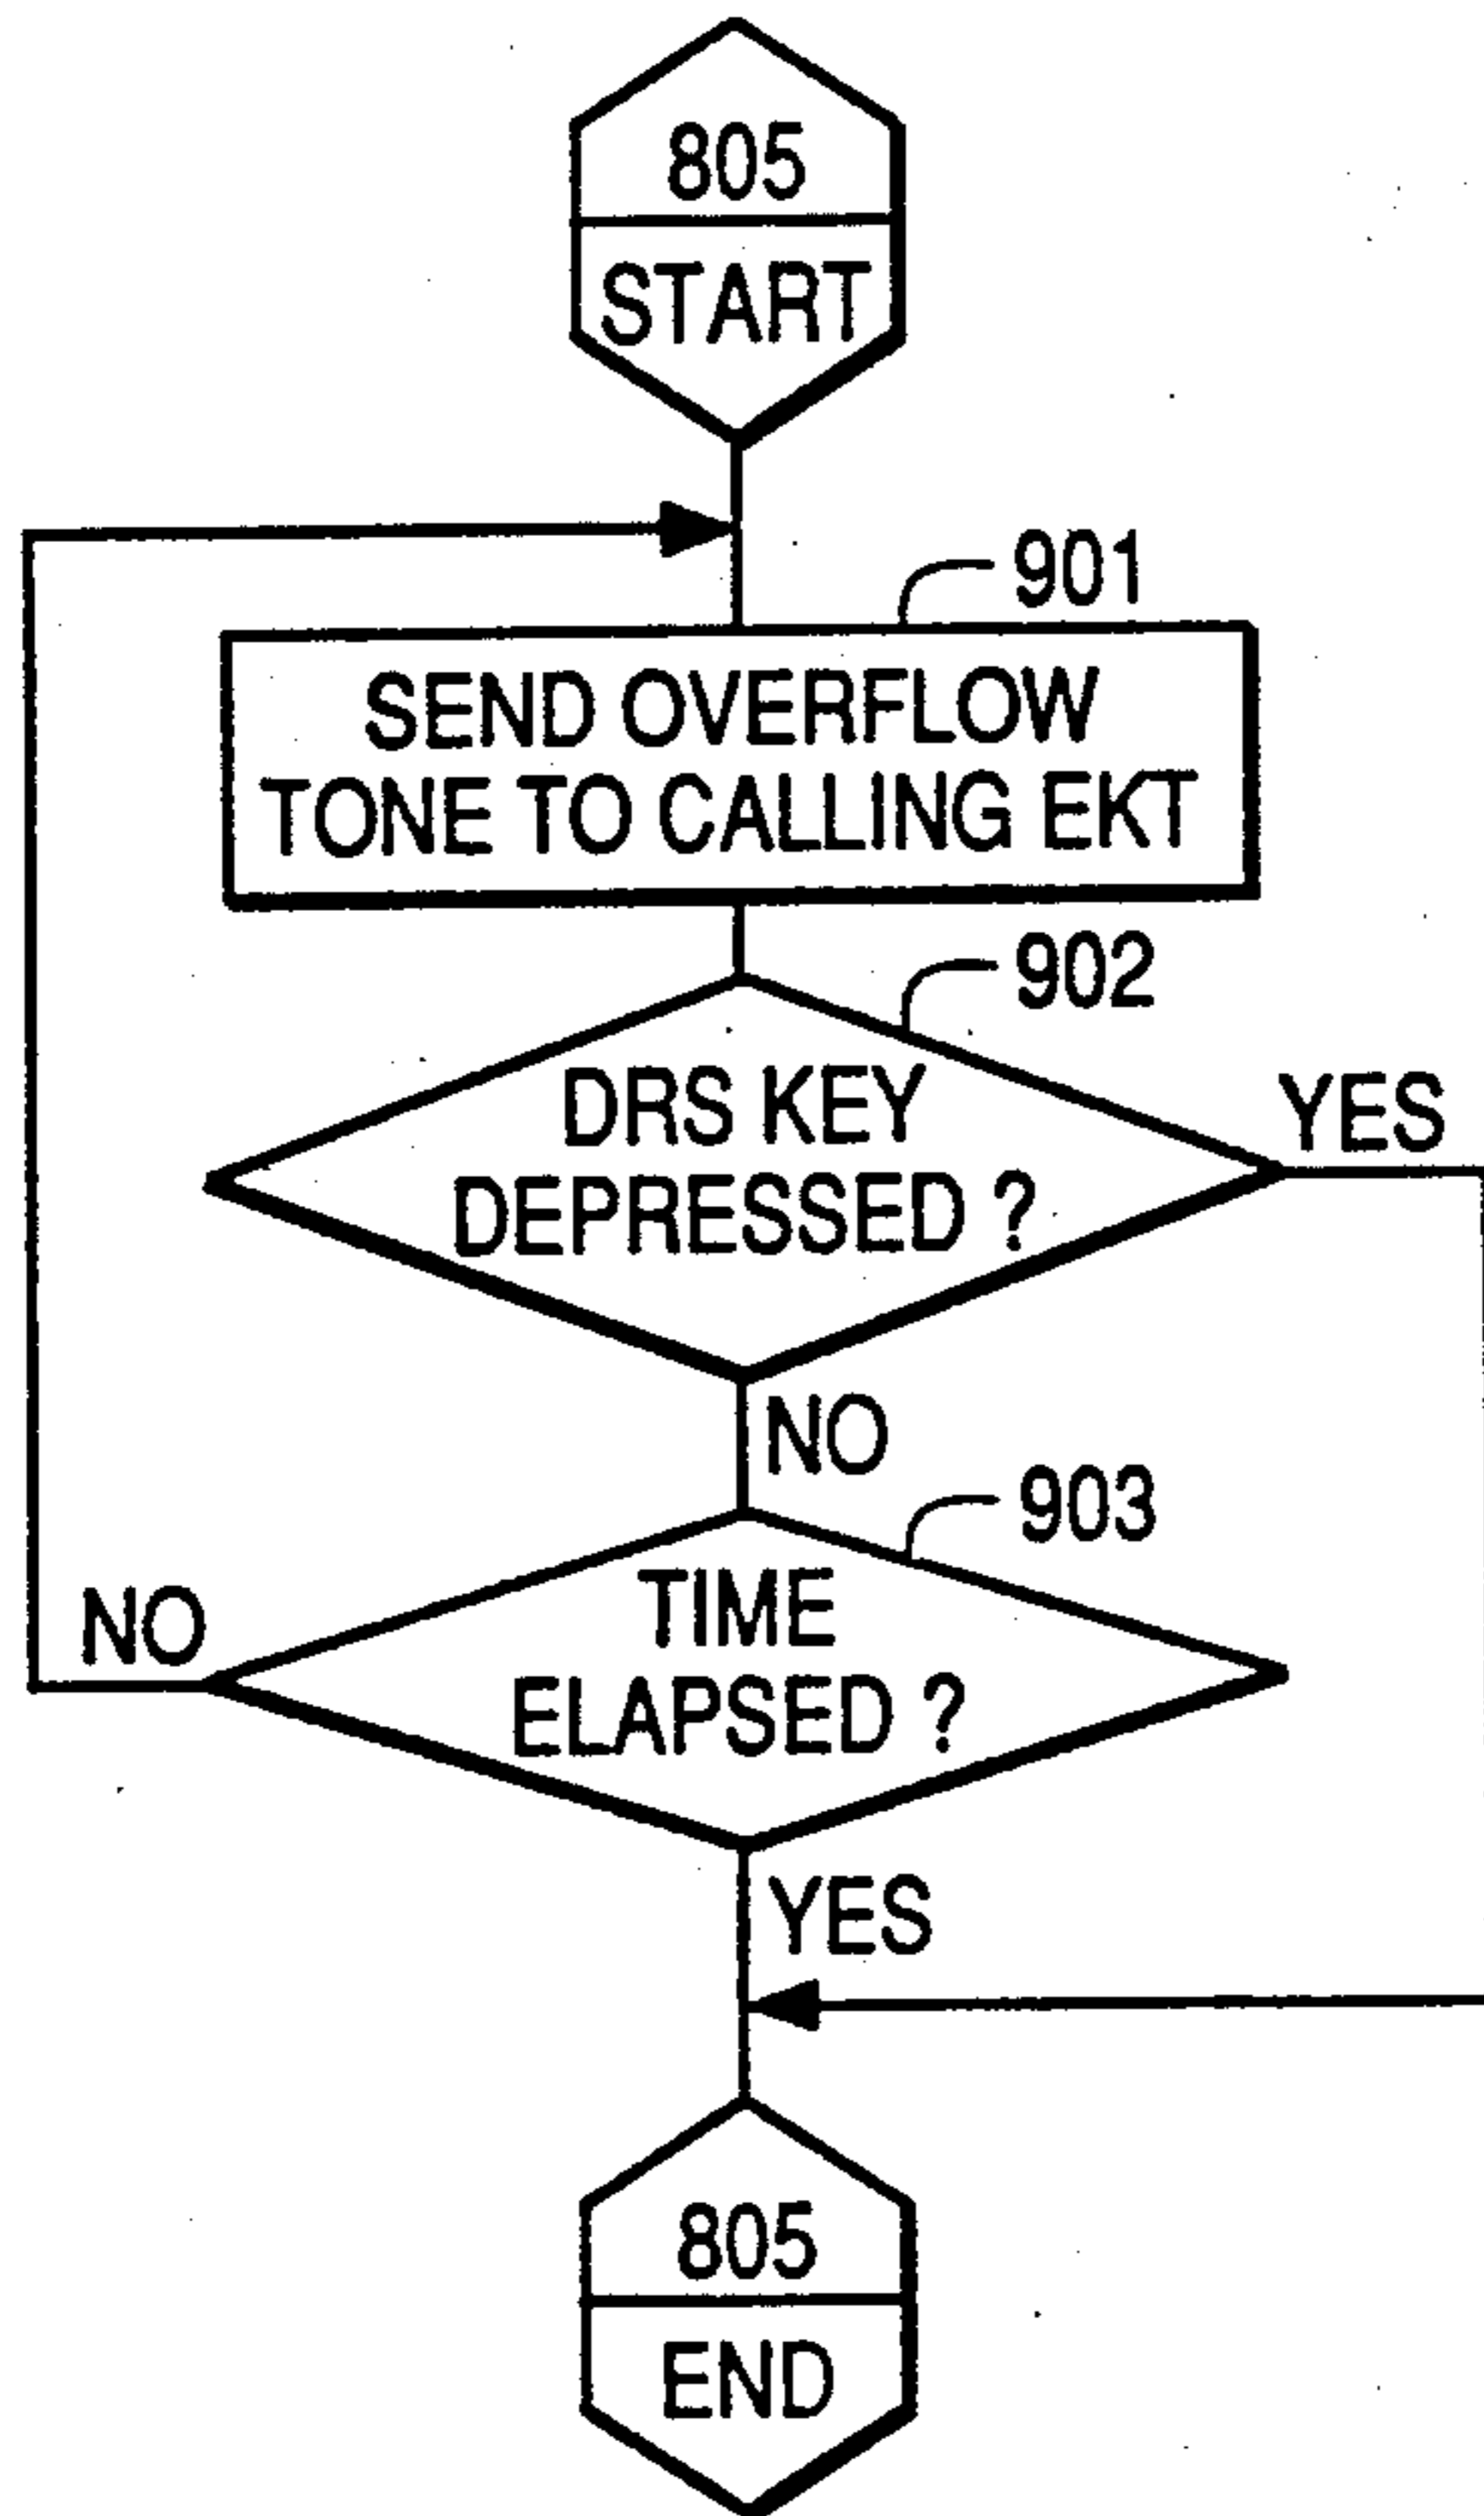 805
START
901
SEND OVERFLOW
TONE TO CALLING EKT
902
DRS KEY
DEPRESSED ?
YES
NO
903
TIME
ELAPSED ?
NO
YES
805
END